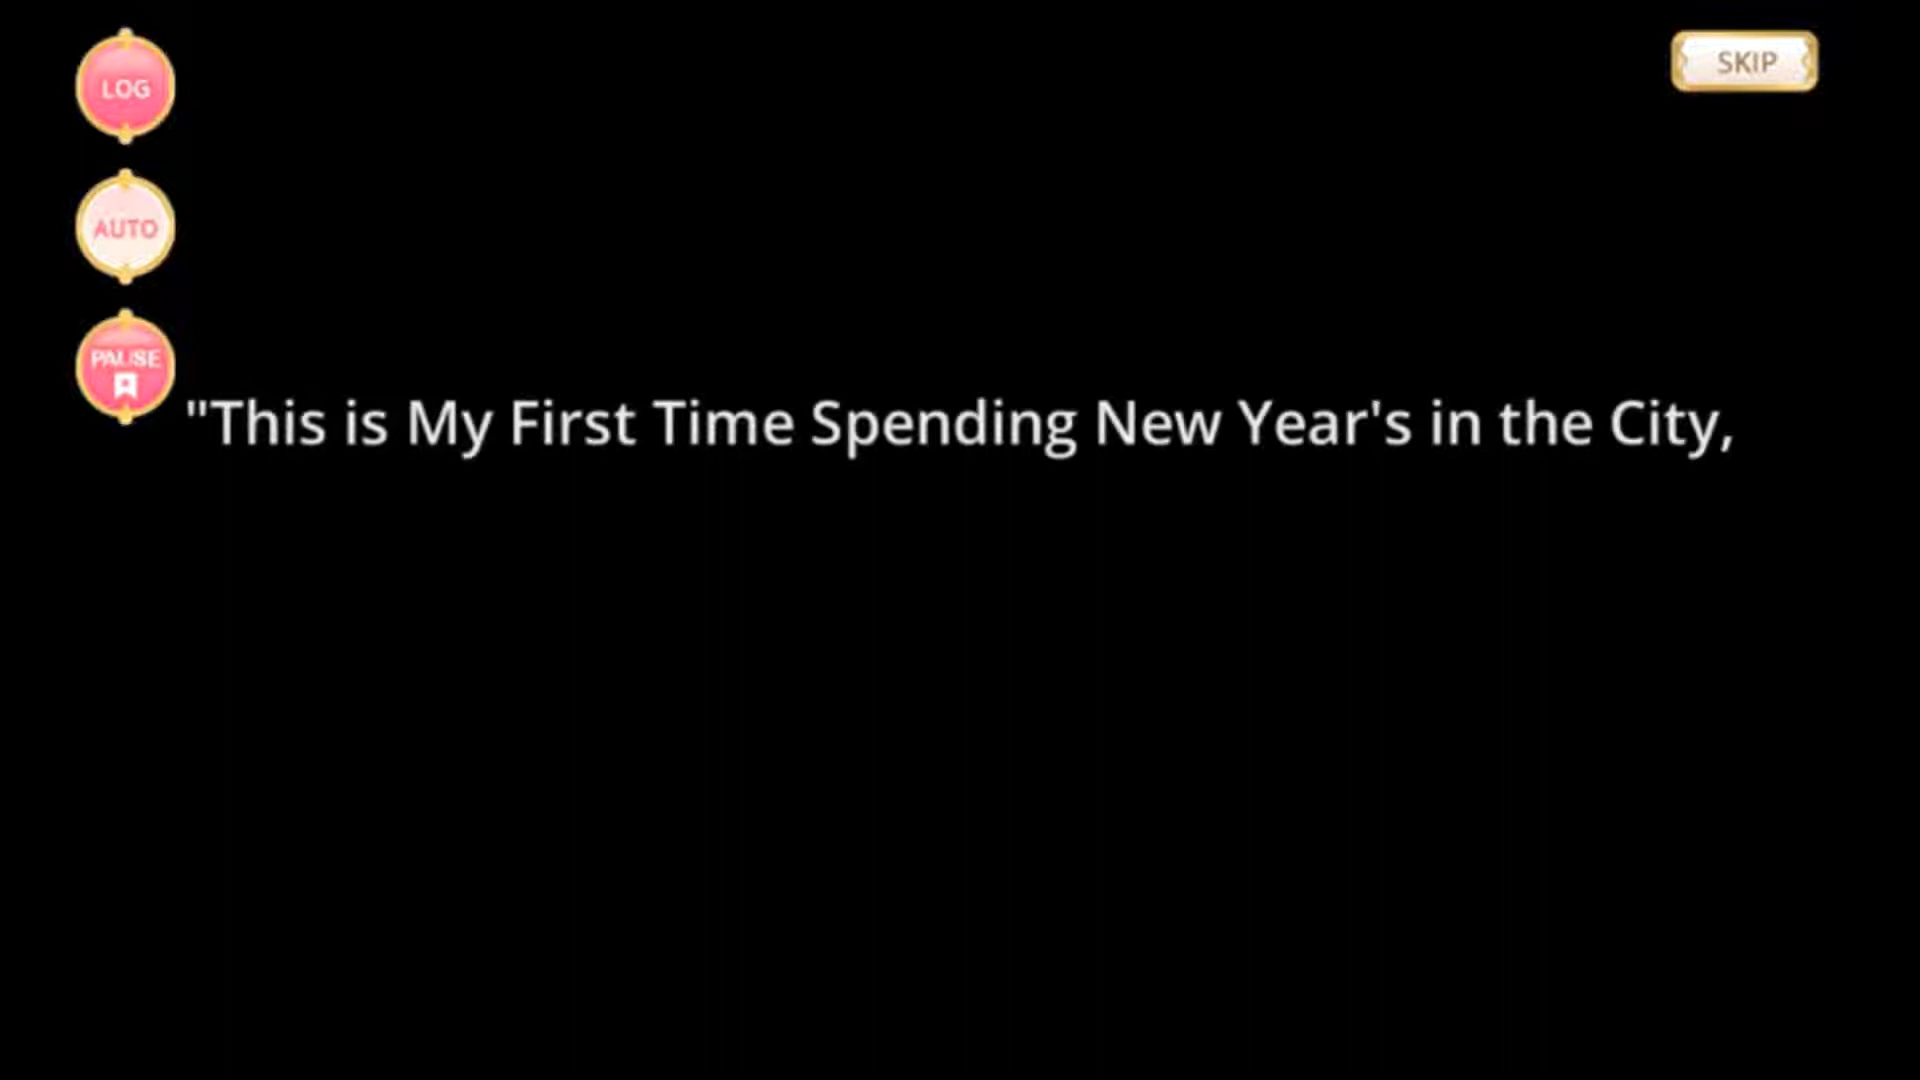 LOG
SKIP
AUTO
PAUSE
"This is My First Time Spending New Year's in the City,